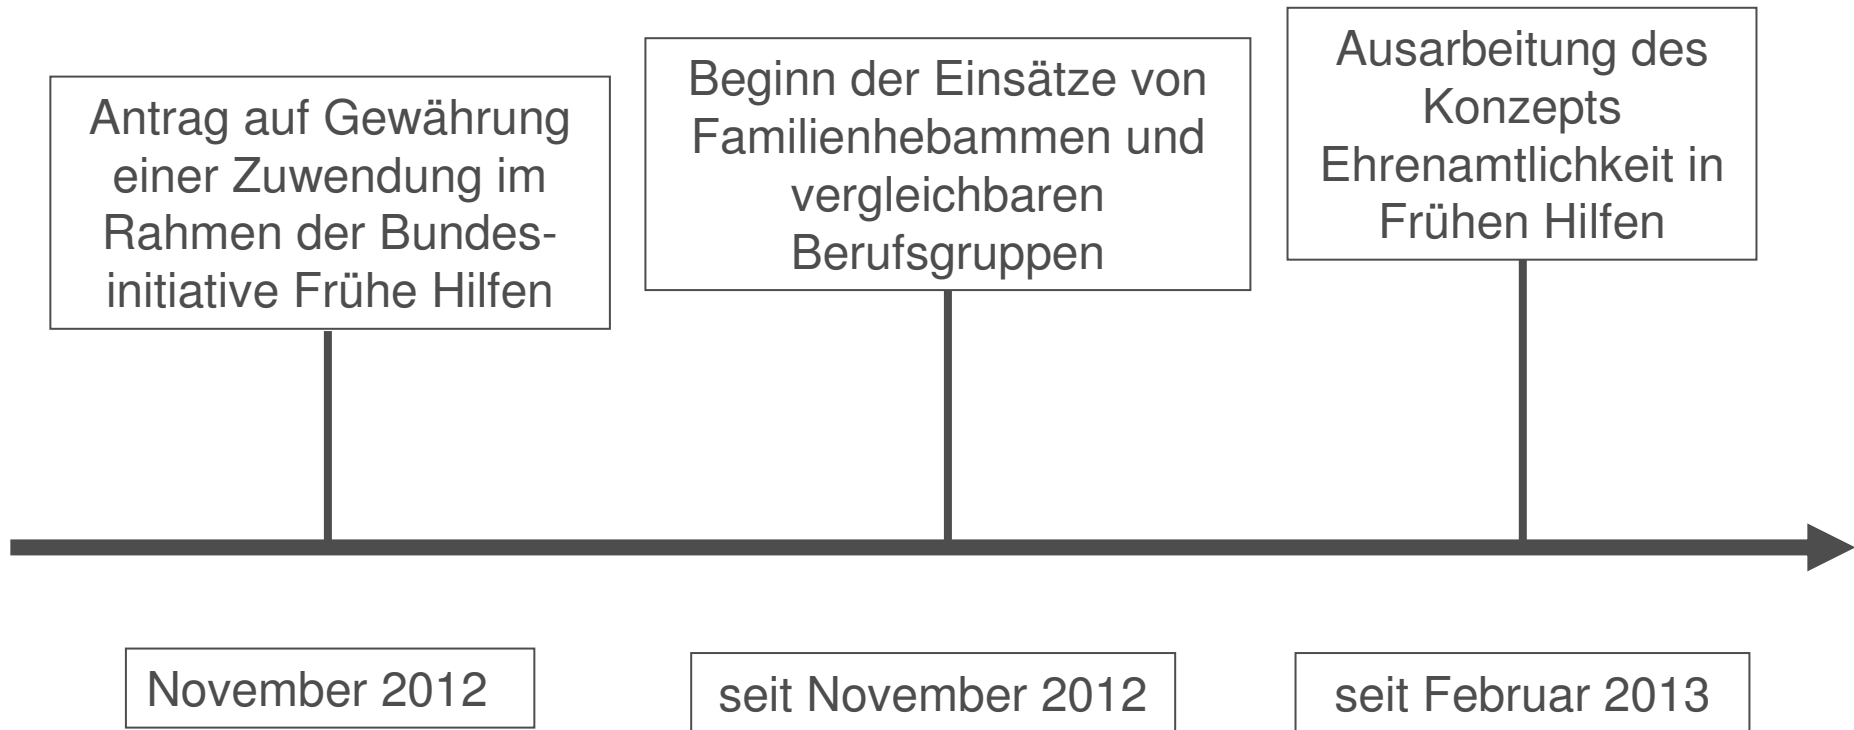 Antrag auf Gewährung
einer Zuwendung im
Rahmen der Bundes-
initiative Frühe Hilfen
Beginn der Einsätze von
Familienhebammen und
vergleichbaren
Berufsgruppen
Ausarbeitung des
Konzepts
Ehrenamtlichkeit in
Frühen Hilfen
November 2012
seit November 2012
seit Februar 2013